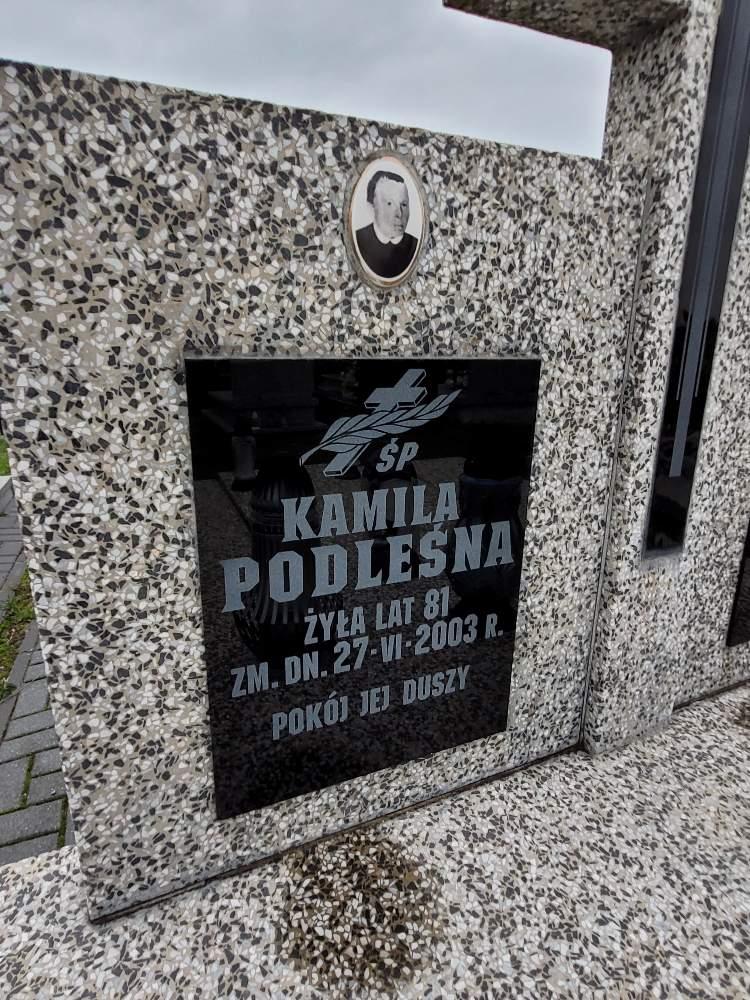 ŚP
KAMILA
PODLEŚNA
ŻYŁA LAT 81
ZM. DN. 27-VI-2003 R.
POKÓJ JEJ DUSZY